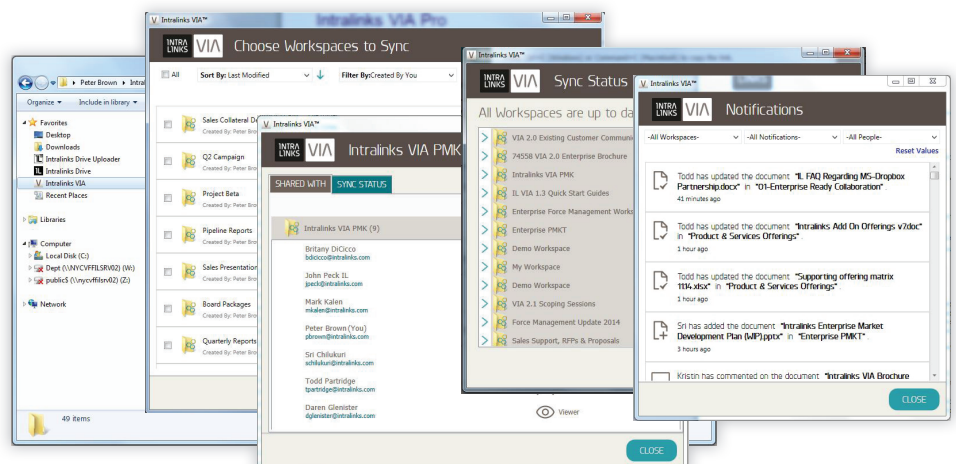 Intralinks VIA Pro
Peter Brown
Organize
Include in library
Favorites
Desktop
Downloads
Intralinks Drive Uploader
Intralinks Drive
Intralinks VIA
Recent Places
Libraries
Computer
Local Disk (C:)
Dept (\\NYCVFFILSRV02) (W:)
public$ (\\nycvffilsrv02) (Z:)
Network
49 items
Intralinks VIA™
INTRA LINKS VIA Choose Workspaces to Sync
All Sort By: Last Modified Filter By:Created By You
Sales Collateral
Created By: Peter
Q2 Campaign
Created By: Peter
Project Beta
Created By: Peter
Pipeline Reports
Created By: Peter
Sales Presentation
Created By: Peter
Board Packages
Created By: Peter
Quarterly Reports
Created By: Peter
Intralinks VIA™
INTRA LINKS VIA Intralinks VIA PMK
SHARED WITH SYNC STATUS
Intralinks VIA PMK (9)
Britany DiCicco
bdicicco@intralinks.com
John Peck IL
jpeck@intralinks.com
Mark Kalen
mkalen@intralinks.com
Peter Brown (You)
pbrown@intralinks.com
Sri Chilukuri
schilukuri@intralinks.com
Todd Partridge
tpartridge@intralinks.com
Daren Glenister
dglenister@intralinks.com
Viewer
CLOSE
Intralinks VIA™
INTRA LINKS VIA Sync Status
All Workspaces are up to da
VIA 2.0 Existing Customer Communi
74558 VIA 2.0 Enterprise Brochure
Intralinks VIA PMK
IL VIA 1.3 Quick Start Guides
Enterprise Force Management Works
Enterprise PMKT
Demo Workspace
My Workspace
Demo Workspace
VIA 2.1 Scoping Sessions
Force Management Update 2014
Sales Support, RFPs & Proposals
Intralinks VIA™
INTRA LINKS VIA Notifications
-All Workspaces- -All Notifications- -All People-
Reset Values
Todd has updated the document "IL FAQ Regarding MS-Dropbox
Partnership.docx" in "01-Enterprise Ready Collaboration" .
41 minutes ago
Todd has updated the document "Intralinks Add On Offerings v7.doc"
in "Product & Services Offerings" .
1 hour ago
Todd has updated the document "Supporting offering matrix
1114.xlsx" in "Product & Services Offerings" .
1 hour ago
Sri has added the document "Intralinks Enterprise Market
Development Plan (WIP).pptx" in "Enterprise PMKT" .
3 hours ago
Kristin has commented on the document "Intralinks VIA Brochure
CLOSE